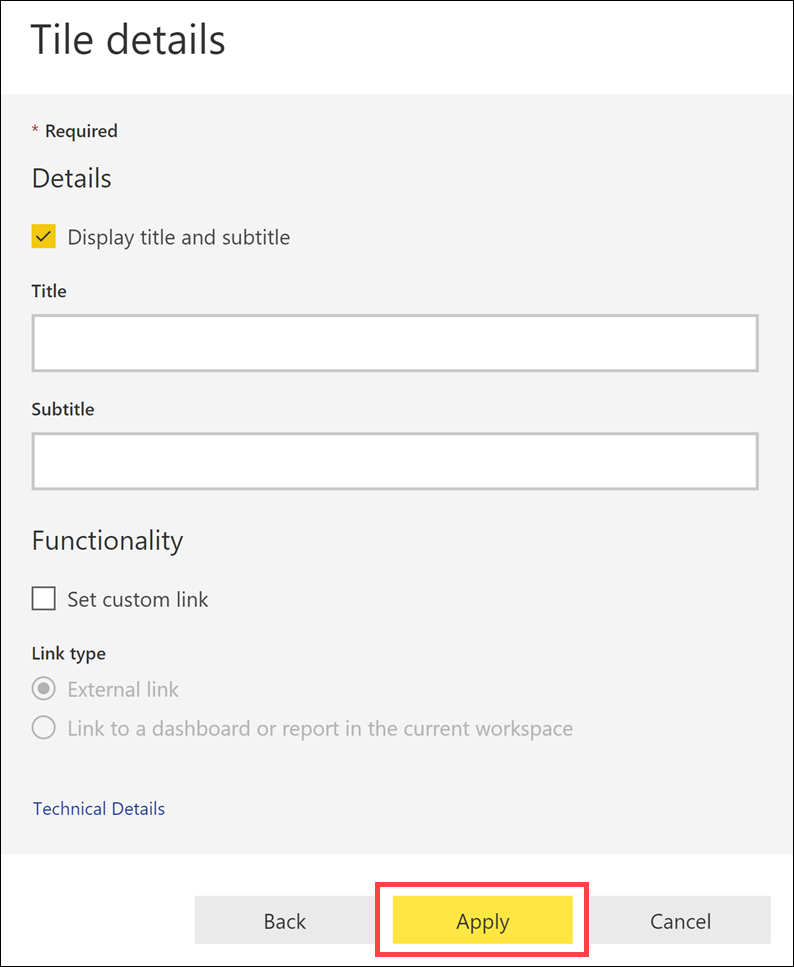 Tile details
* Required
Details
Display title and subtitle
Title
Subtitle
Functionality
Set custom link
Link type
External link
Link to a dashboard or report in the current workspace
Technical Details
Back Apply Cancel